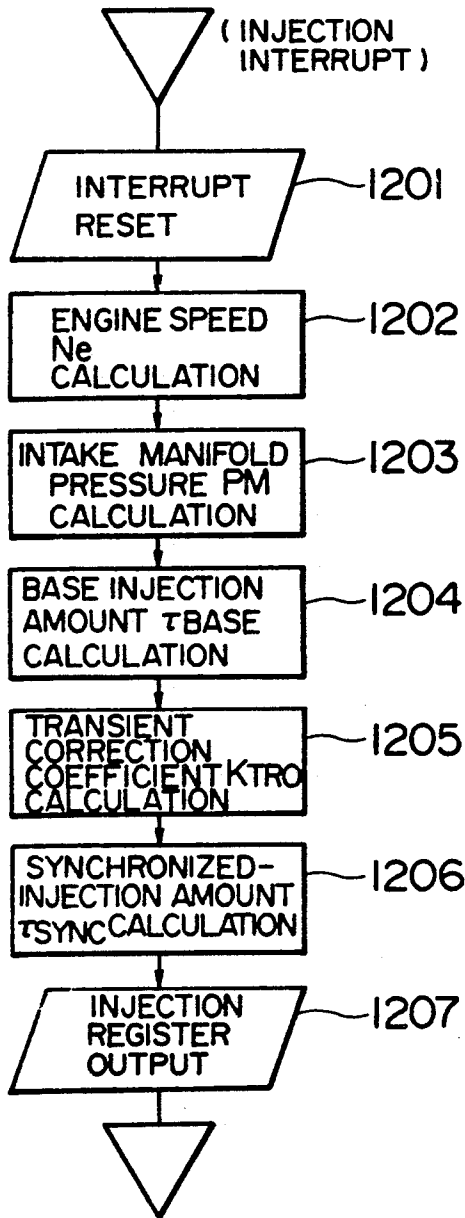 ( INJECTION
INTERRUPT )
INTERRUPT
RESET
1201
ENGINE SPEED
Ne
CALCULATION
1202
INTAKE MANIFOLD
PRESSURE PM
CALCULATION
1203
BASE INJECTION
AMOUNT τBASE
CALCULATION
1204
TRANSIENT
CORRECTION
COEFFICIENT KTRO
CALCULATION
1205
SYNCHRONIZED-
INJECTION AMOUNT
τSYNC CALCULATION
1206
INJECTION
REGISTER
OUTPUT
1207